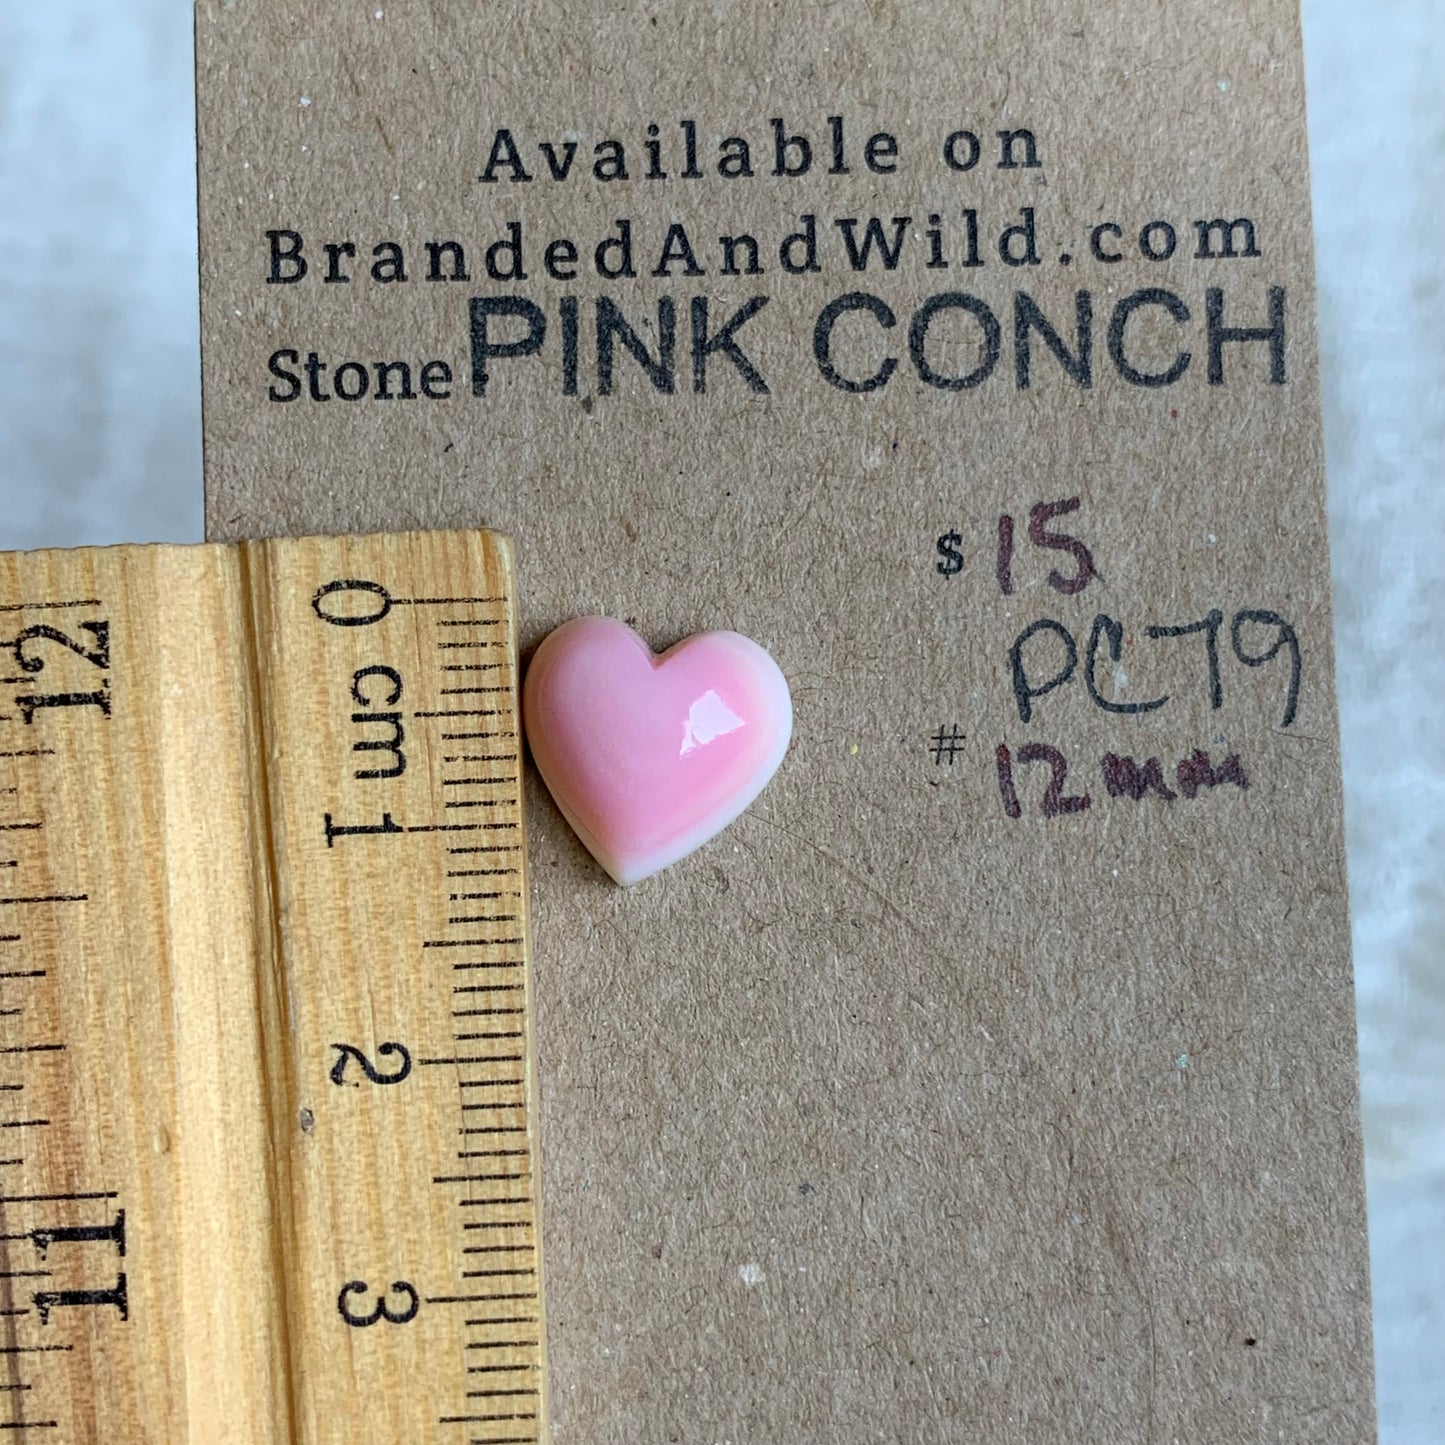 Available on
BrandedAndWild.com
Stone PINK CONCH
$ 15
PC79
# 12mm
0 cm 1
2
3
12
11